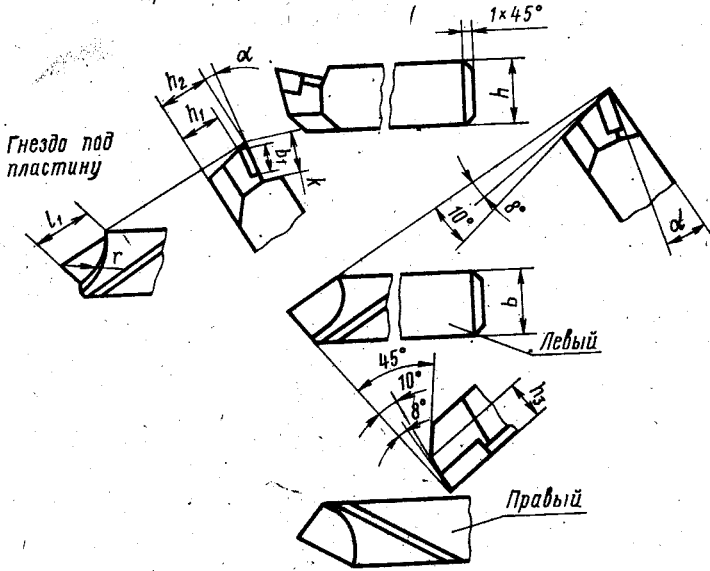 1×45°
h₂
α
h₁
h
Гнездо под
пластину
b₁
k
l₁
r
10°
8°
α
b
Левый
45°
10°
8°
h₃
Правый